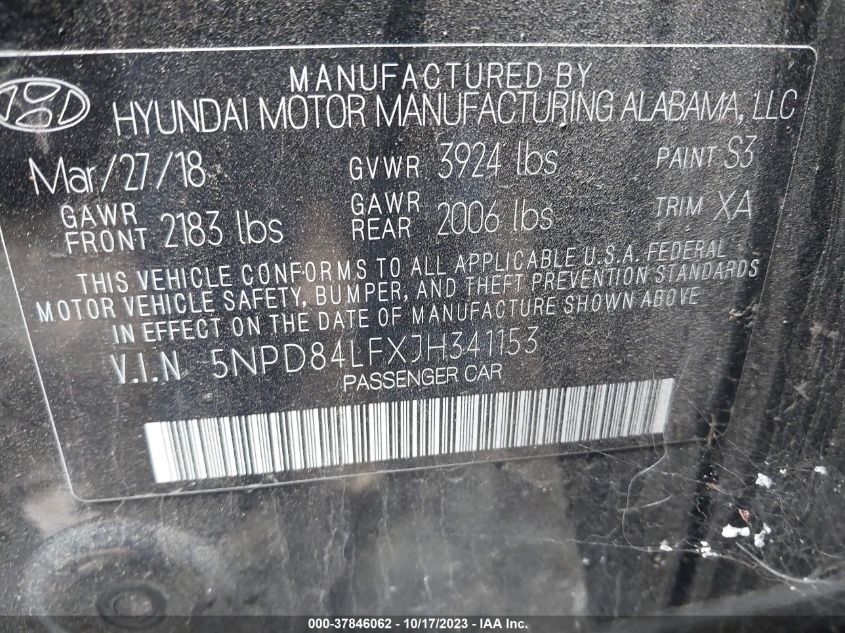 MANUFACTURED BY
HYUNDAI MOTOR MANUFACTURING ALABAMA, LLC
Mar/27/18 GVWR 3924 lbs PAINT S3
GAWR FRONT 2183 lbs GAWR REAR 2006 lbs TRIM XA
THIS VEHICLE CONFORMS TO ALL APPLICABLE U.S.A. FEDERAL
MOTOR VEHICLE SAFETY, BUMPER, AND THEFT PREVENTION STANDARDS
IN EFFECT ON THE DATE OF MANUFACTURE SHOWN ABOVE
V.I.N 5NPD84LFXJH341153
PASSENGER CAR
000-37846062 - 10/17/2023 - IAA Inc.